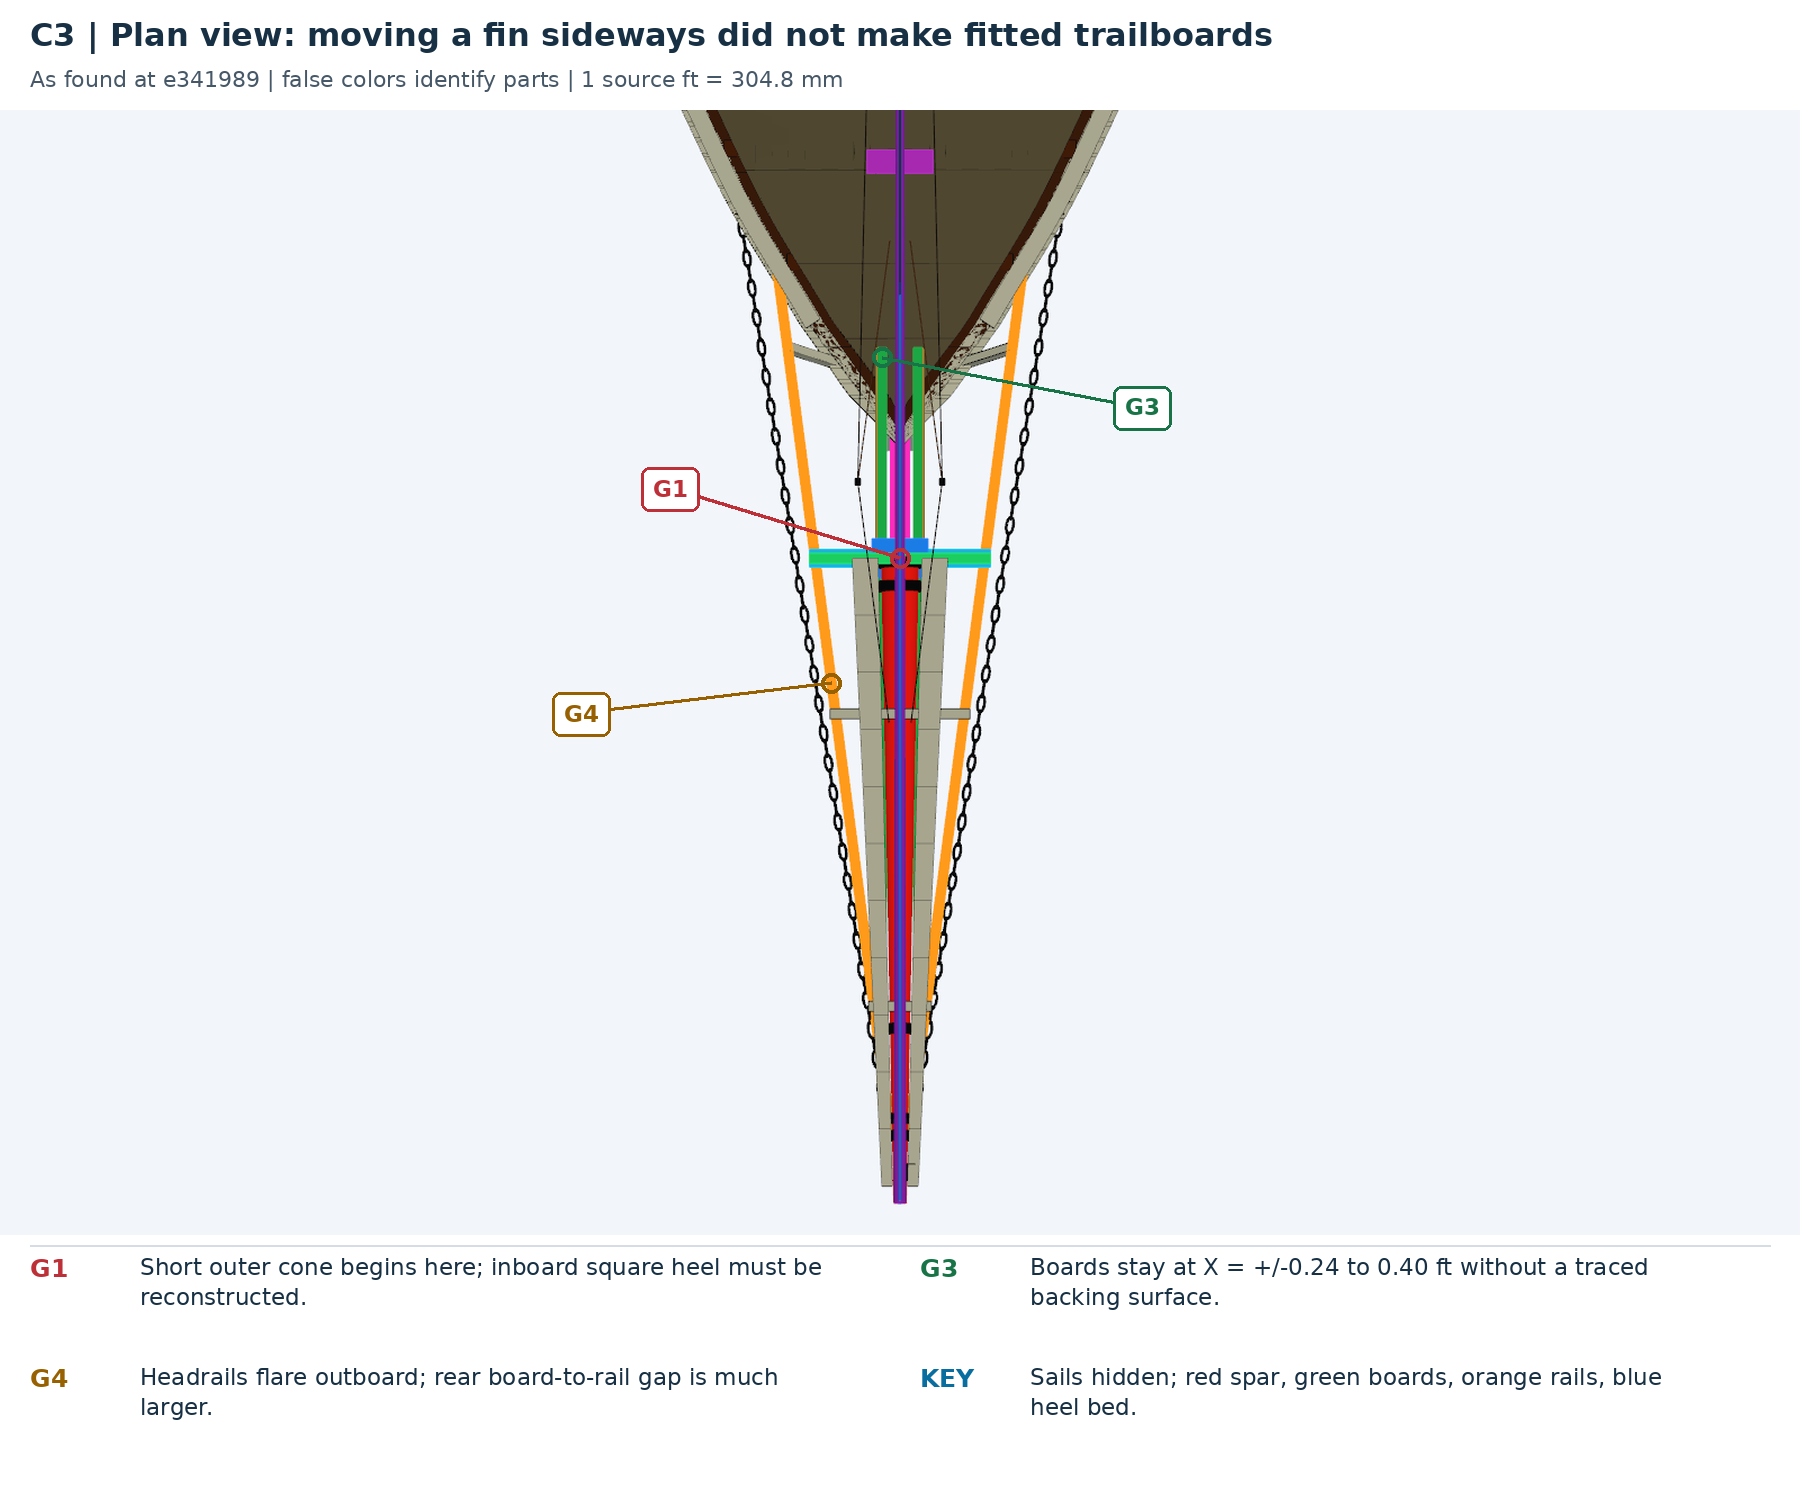 C3 | Plan view: moving a fin sideways did not make fitted trailboards
As found at e341989 | false colors identify parts | 1 source ft = 304.8 mm
G3
G1
G4
G1
Short outer cone begins here; inboard square heel must be
reconstructed.
G3
Boards stay at X = +/-0.24 to 0.40 ft without a traced
backing surface.
G4
Headrails flare outboard; rear board-to-rail gap is much
larger.
KEY
Sails hidden; red spar, green boards, orange rails, blue
heel bed.